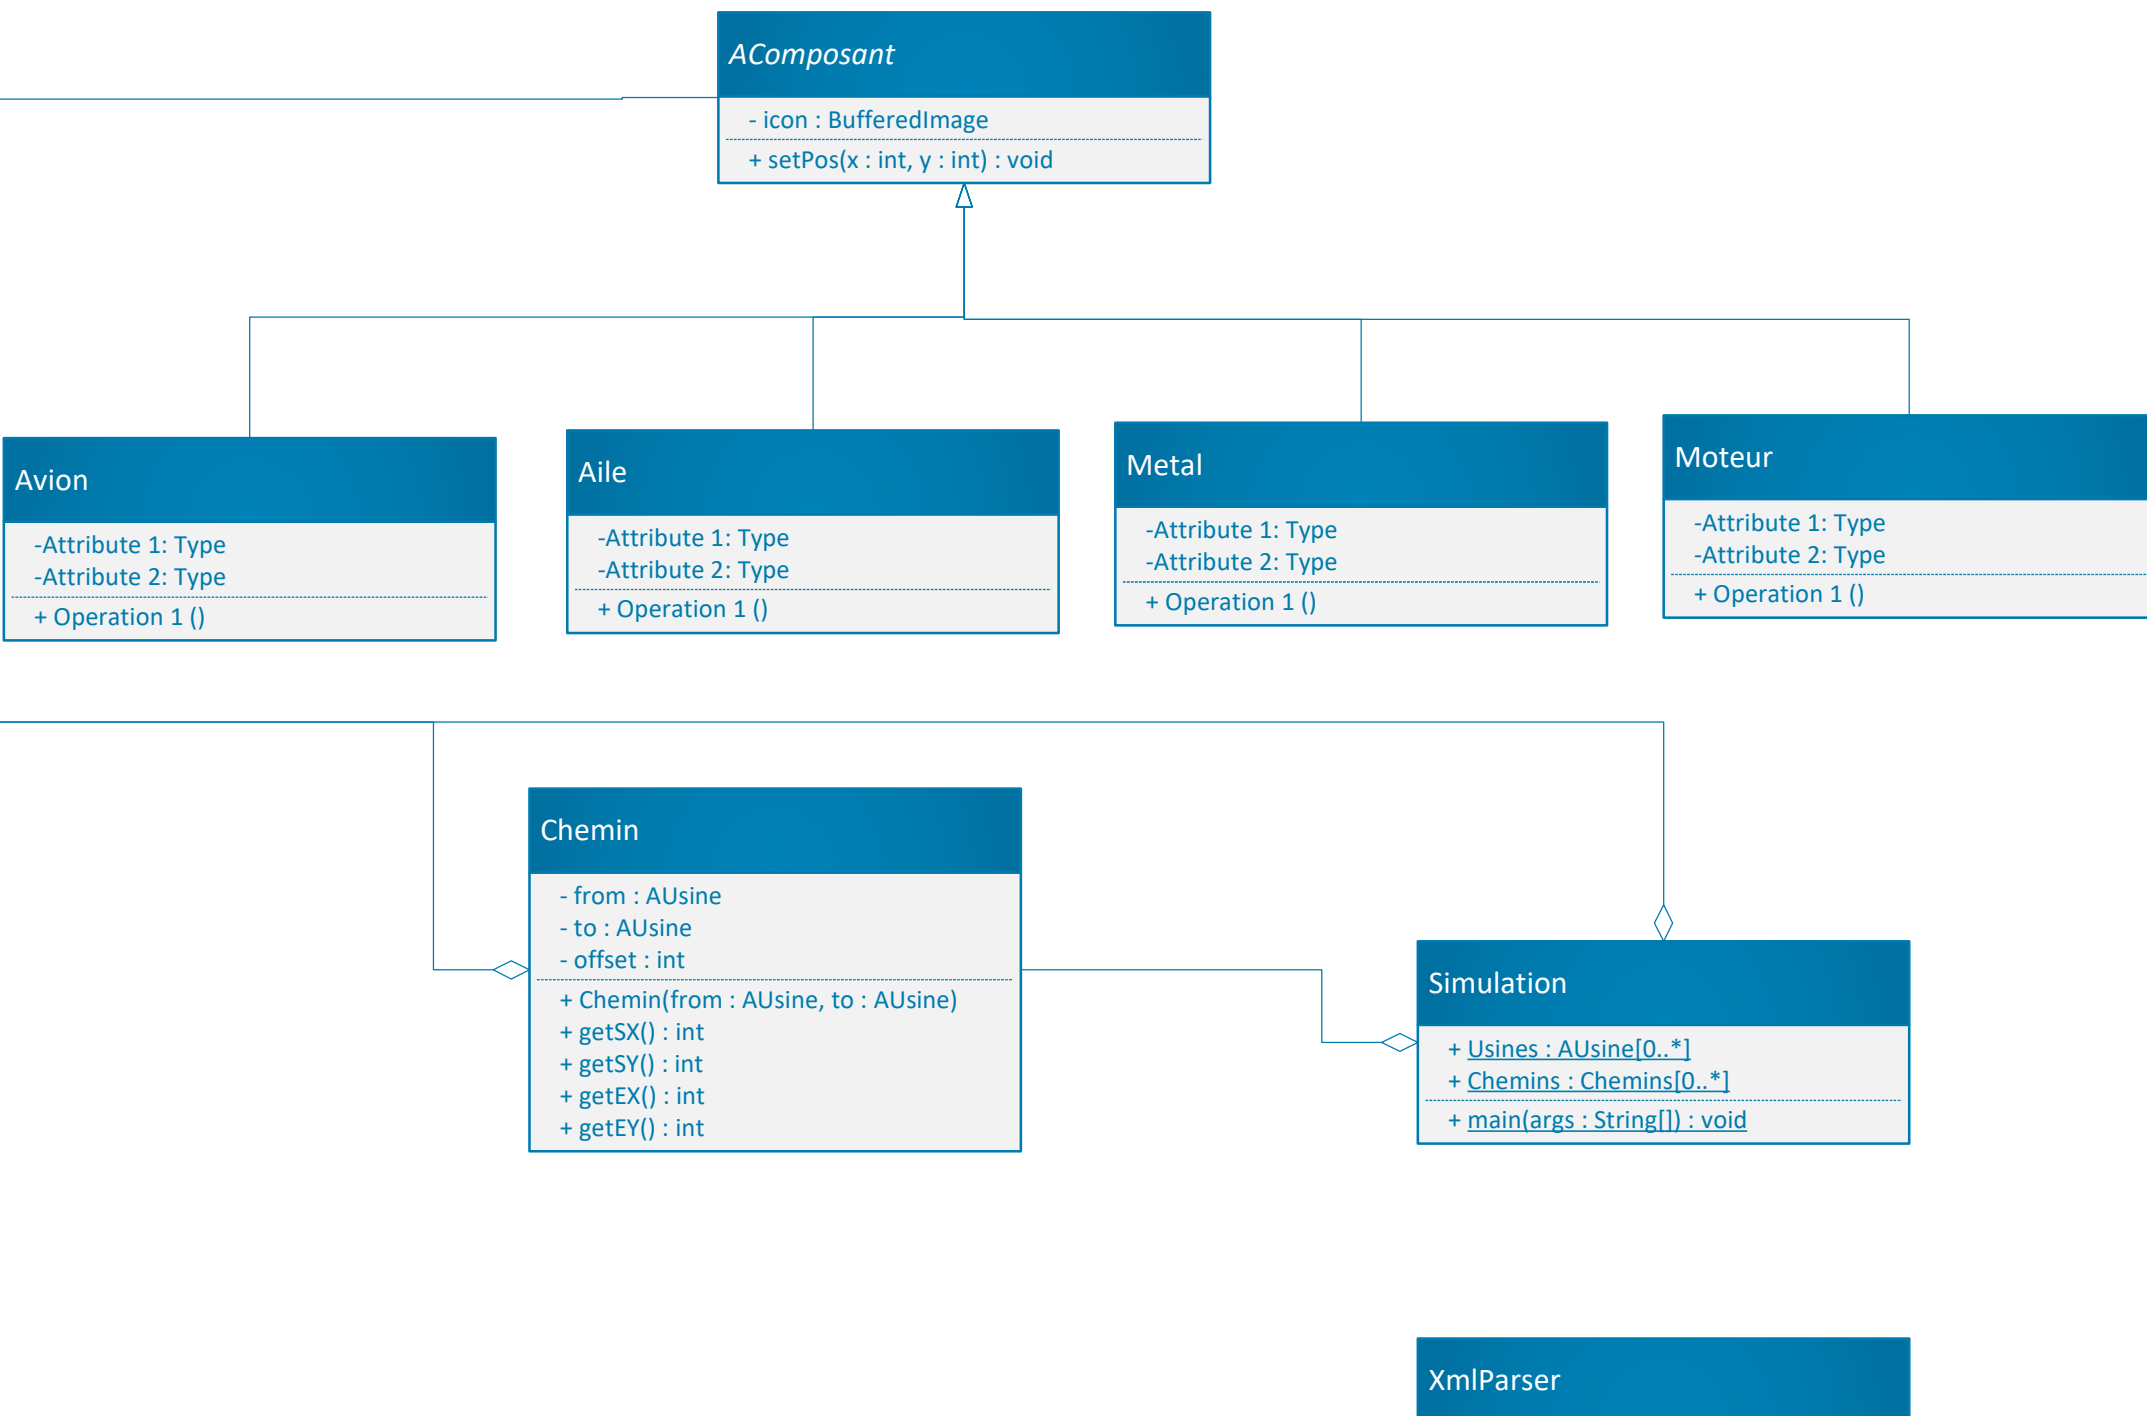 AComposant
- icon : BufferedImage
+ setPos(x : int, y : int) : void
Avion
-Attribute 1: Type
-Attribute 2: Type
+ Operation 1 ()
Aile
-Attribute 1: Type
-Attribute 2: Type
+ Operation 1 ()
Metal
-Attribute 1: Type
-Attribute 2: Type
+ Operation 1 ()
Moteur
-Attribute 1: Type
-Attribute 2: Type
+ Operation 1 ()
Chemin
- from : AUsine
- to : AUsine
- offset : int
+ Chemin(from : AUsine, to : AUsine)
+ getSX() : int
+ getSY() : int
+ getEX() : int
+ getEY() : int
Simulation
+ Usines : AUsine[0..*]
+ Chemins : Chemins[0..*]
+ main(args : String[]) : void
XmlParser